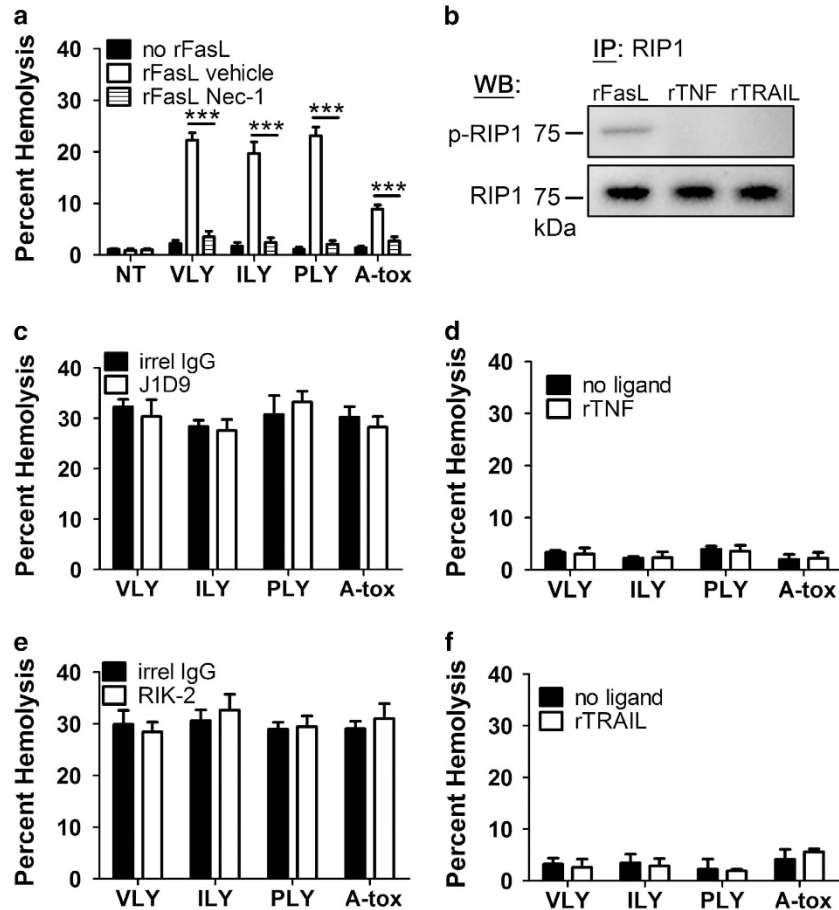 a
no rFasL
rFasL vehicle
rFasL Nec-1
Percent Hemolysis
40
30
20
10
0
***
***
***
***
NT VLY ILY PLY A-tox
b
IP: RIP1
WB:
rFasL rTNF rTRAIL
p-RIP1 75
RIP1 75
kDa
c
irrel IgG
J1D9
Percent Hemolysis
40
30
20
10
0
VLY ILY PLY A-tox
d
no ligand
rTNF
Percent Hemolysis
40
30
20
10
0
VLY ILY PLY A-tox
e
irrel IgG
RIK-2
Percent Hemolysis
40
30
20
10
0
VLY ILY PLY A-tox
f
no ligand
rTRAIL
Percent Hemolysis
40
30
20
10
0
VLY ILY PLY A-tox